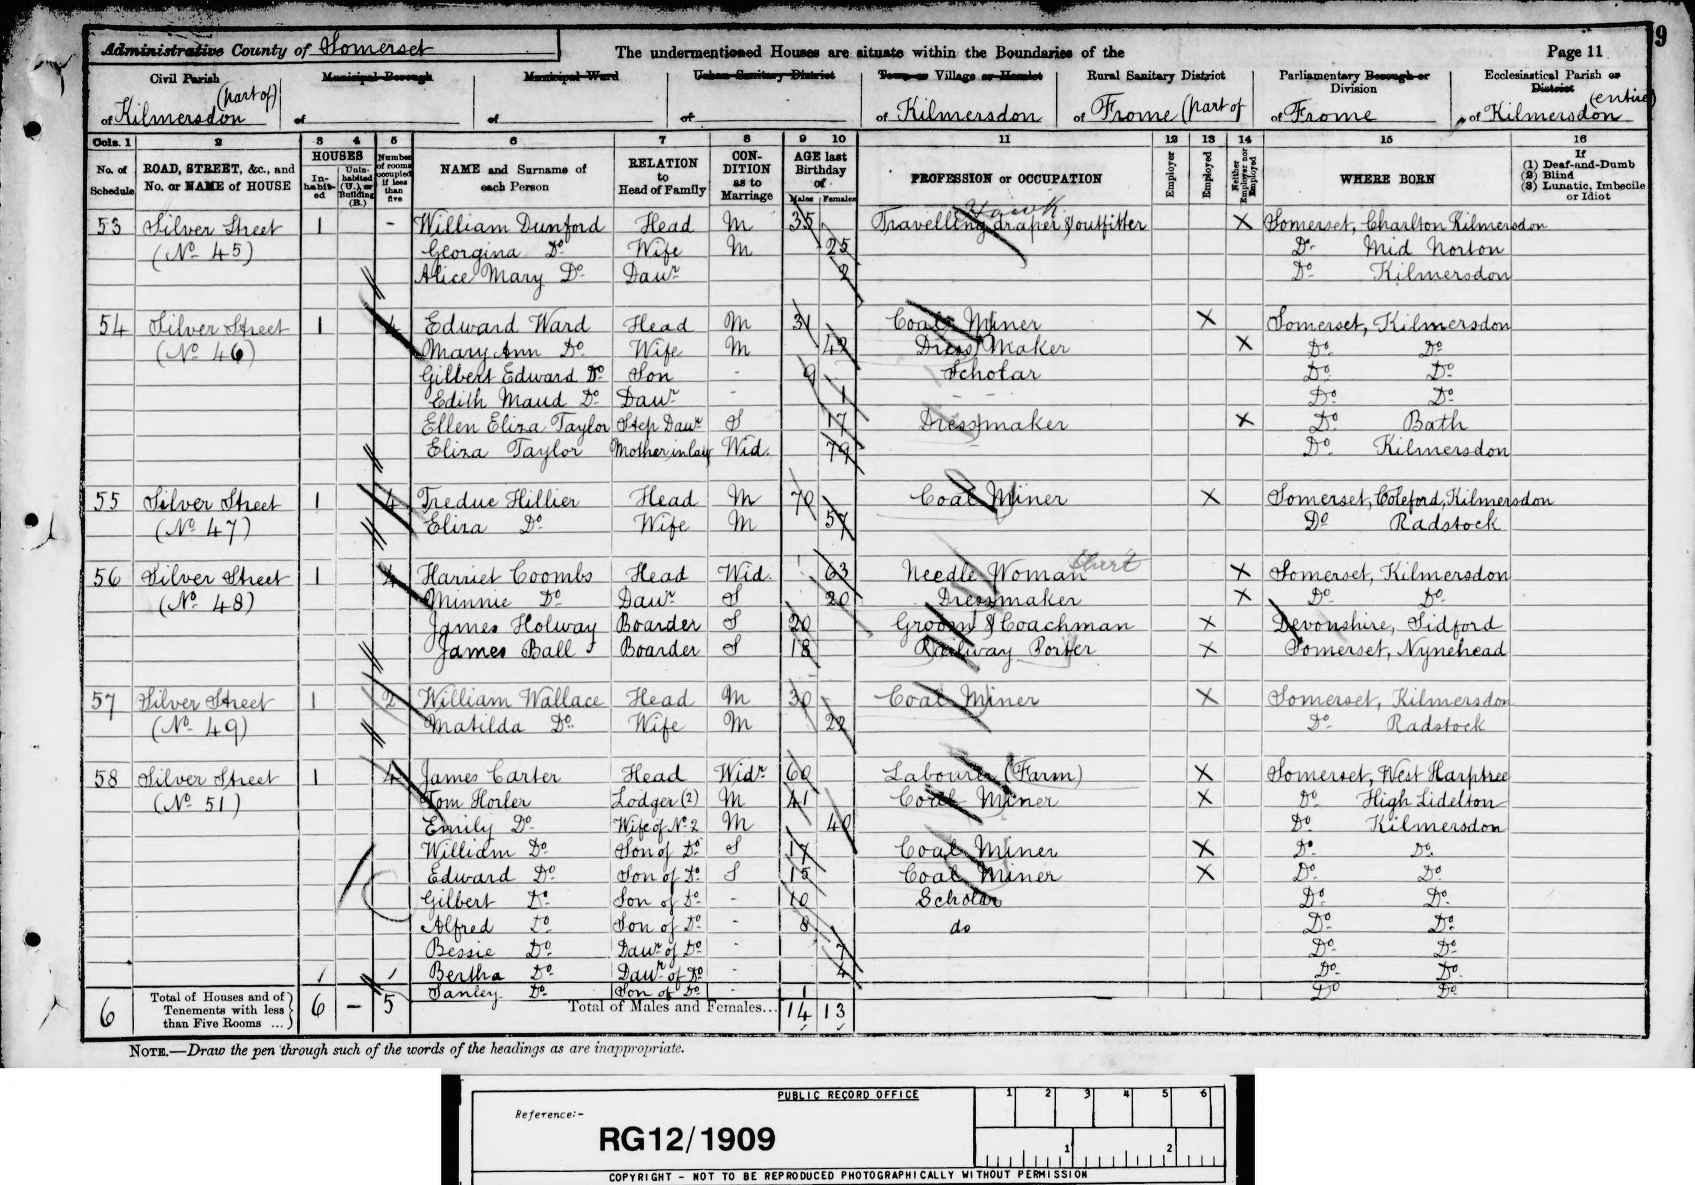 9
Administrative County of Somerset
The undermentioned Houses are situate within the Boundaries of the
Page 11
Civil Parish of Kilmersdon (part of)
Municipal Borough of
Municipal Ward of
Urban Sanitary District of
Town or Village or Hamlet of Kilmersdon
Rural Sanitary District of Frome (part of
Parliamentary Borough or Division of Frome
Ecclesiastical Parish or District of Kilmersdon (entire)
Cols. 1 2 3 4 5 6 7 8 9 10 11 12 13 14 15 16
No. of Schedule
ROAD, STREET, &c., and No. or NAME of HOUSE
HOUSES
Inhabited
Uninhabited (U.), or Building (B.)
Number of rooms occupied if less than five
NAME and Surname of each Person
RELATION to Head of Family
CONDITION as to Marriage
AGE last Birthday of
Males Females
PROFESSION or OCCUPATION
Employer
Employed
Neither Employer nor Employed
WHERE BORN
If (1) Deaf-and-Dumb (2) Blind (3) Lunatic, Imbecile or Idiot
53 Silver Street 1 - William Dunford Head M 35 Travelling draper & outfitter X Somerset, Charlton Kilmersdon
(No. 45) Georgina Do. Wife M 25 Do. Mid Norton
Alice Mary Do. Daur. 2 Do. Kilmersdon
54 Silver Street 1 4 Edward Ward Head M 31 Coal Miner X Somerset, Kilmersdon
(No. 46) Mary Ann Do. Wife M 42 Dress Maker X Do. Do.
Gilbert Edward Do. Son - 9 Scholar Do. Do.
Edith Maud Do. Daur. - 1 - - Do. Do.
Ellen Eliza Taylor Step Daur. S 17 Dressmaker X Do. Bath
Eliza Taylor Mother in law Wid. 79 Do. Kilmersdon
55 Silver Street 1 4 Treduc Hillier Head M 70 Coal Miner X Somerset, Coleford, Kilmersdon
(No. 47) Eliza Do. Wife M 57 Do. Radstock
56 Silver Street 1 4 Harriet Coombs Head Wid. 63 Needle Woman X Somerset, Kilmersdon
(No. 48) Minnie Do. Daur. S 20 Dressmaker X Do. Do.
James Holway Boarder S 20 Groom & Coachman X Devonshire, Sidford
James Ball Boarder S 18 Railway Porter X Somerset, Nynehead
57 Silver Street 1 2 William Wallace Head M 30 Coal Miner X Somerset, Kilmersdon
(No. 49) Matilda Do. Wife M 22 Do. Radstock
58 Silver Street 1 4 James Carter Head Widr. 60 Labourer (Farm) X Somerset, West Harptree
(No. 51) Tom Horler Lodger (2) M 41 Coal Miner X Do. High Lidelton
Emily Do. Wife of No. 2 M 40 Do. Kilmersdon
William Do. Son of Do. S 17 Coal Miner X Do. Do.
Edward Do. Son of Do. S 15 Coal Miner X Do. Do.
Gilbert Do. Son of Do. - 10 Scholar Do. Do.
Alfred Do. Son of Do. - 8 do Do. Do.
Bessie Do. Daur. of Do. - 7 Do. Do.
Bertha Do. Daur. of Do. - 4 Do. Do.
Sanley Do. Son of Do. - 1 Do. Do.
6 Total of Houses and of Tenements with less than Five Rooms ... 6 - 5 Total of Males and Females... 14 13
NOTE.—Draw the pen through such of the words of the headings as are inappropriate.
PUBLIC RECORD OFFICE
1 2 3 4 5 6
Reference:-
RG12/1909
1 2
COPYRIGHT - NOT TO BE REPRODUCED PHOTOGRAPHICALLY WITHOUT PERMISSION